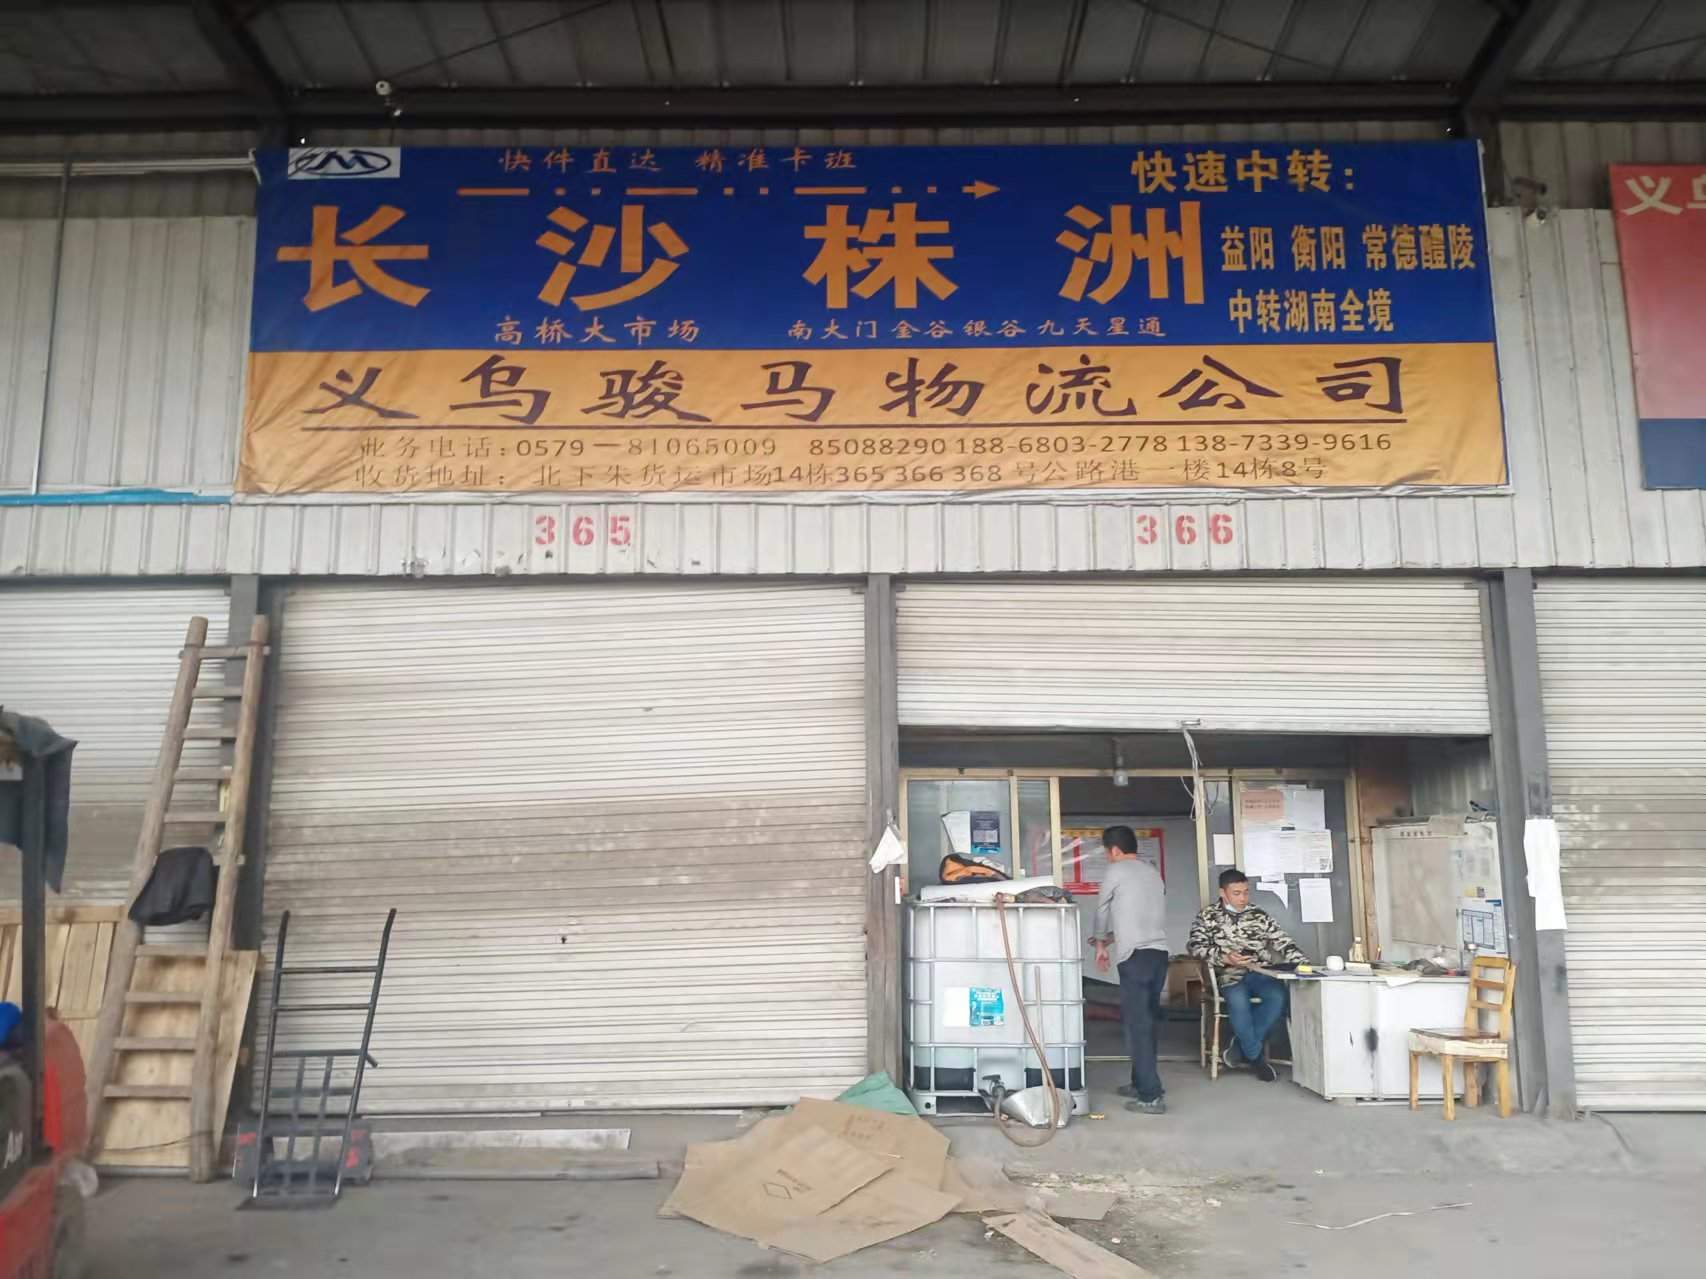 快件直达 精准卡班
快速中转：
长沙 株洲
益阳 衡阳 常德醴陵
中转湖南全境
高桥大市场 南大门 金谷 银谷 九天星通
义乌骏马物流公司
业务电话：0579－81065009 85088290 188-6803-2778 138-7339-9616
收货地址：北下朱货运市场14栋365 366 368 号公路港一楼14栋8号
365 366
义乌